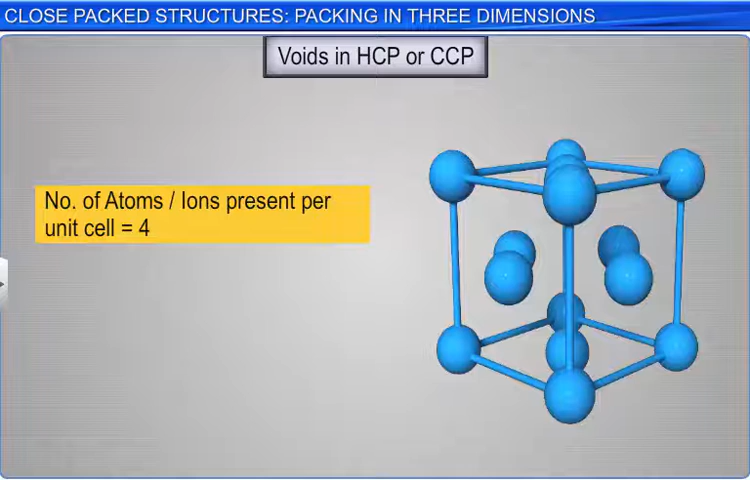 CLOSE PACKED STRUCTURES: PACKING IN THREE DIMENSIONS
Voids in HCP or CCP
No. of Atoms / Ions present per
unit cell = 4